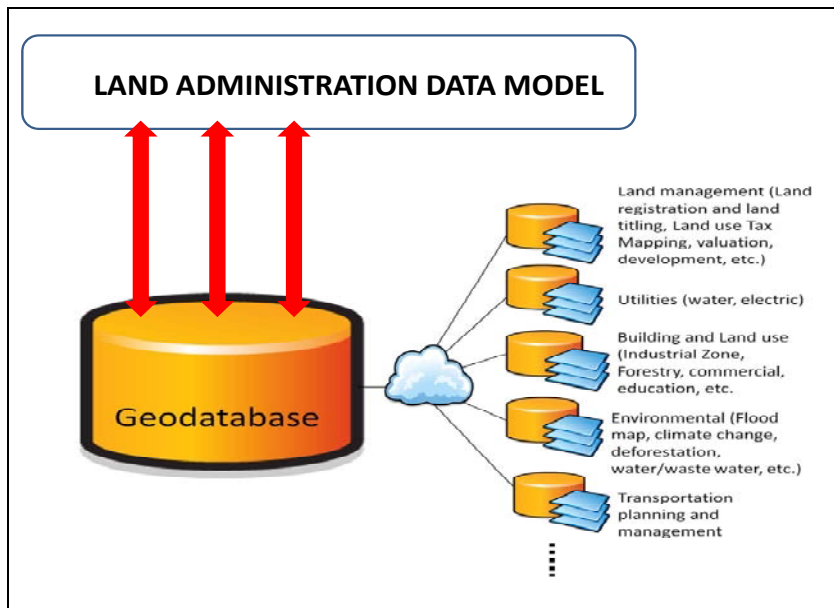 LAND ADMINISTRATION DATA MODEL
Geodatabase
Land management (Land
registration and land
titling, Land use Tax
Mapping, valuation,
development, etc.)
Utilities (water, electric)
Building and Land use
(Industrial Zone,
Forestry, commercial,
education, etc.
Environmental (Flood
map, climate change,
deforestation,
water/waste water, etc.)
Transportation
planning and
management